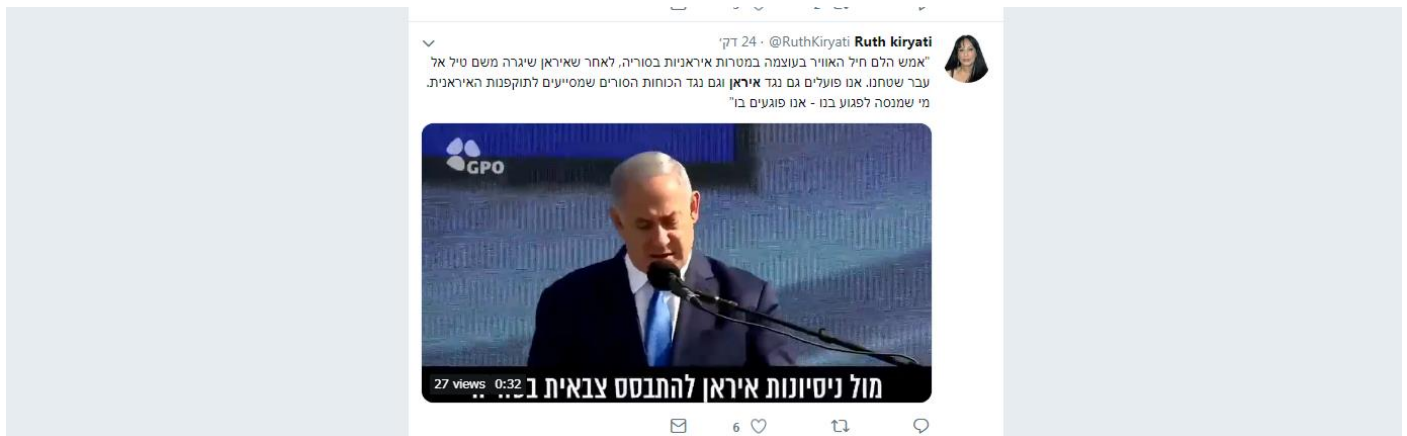 Ruth kiryati @RuthKiryati · 24 דק'
"אמש הלם חיל האוויר בעוצמה במטרות איראניות בסוריה, לאחר שאיראן שיגרה משם טיל אל
עבר שטחנו. אנו פועלים גם נגד איראן וגם נגד הכוחות הסורים שמסייעים לתוקפנות האיראנית.
מי שמנסה לפגוע בנו - אנו פוגעים בו"
GPO
מול ניסיונות איראן להתבסס צבאית
27 views 0:32
6